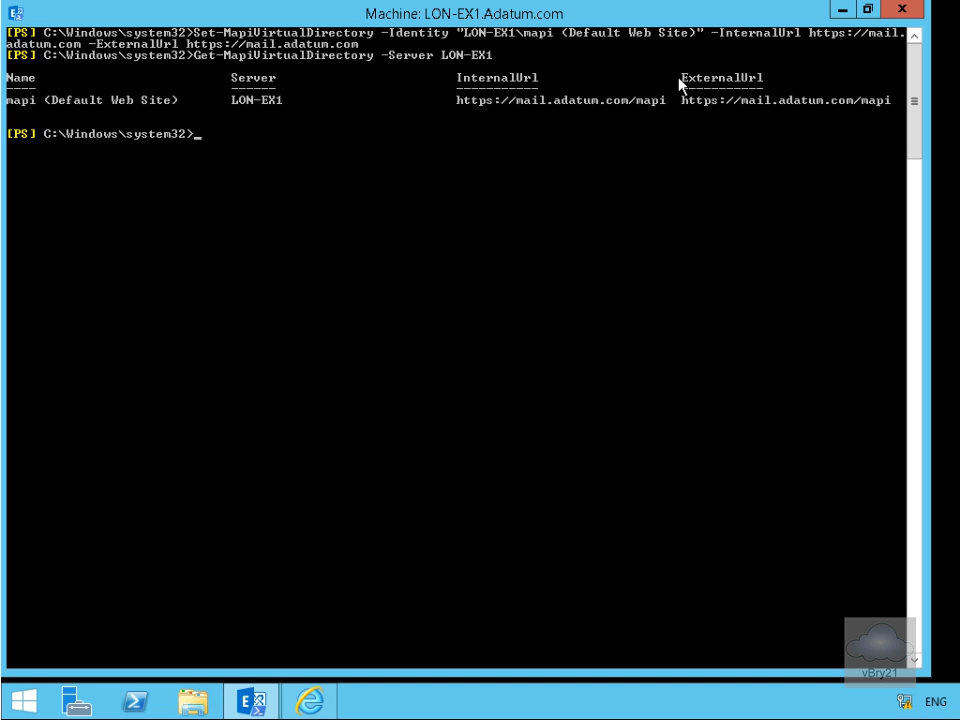 Machine: LON-EX1.Adatum.com
[PS] C:\Windows\system32>Set-MapiVirtualDirectory -Identity "LON-EX1\mapi (Default Web Site)" -InternalUrl https://mail.
adatum.com -ExternalUrl https://mail.adatum.com
[PS] C:\Windows\system32>Get-MapiVirtualDirectory -Server LON-EX1
Name Server InternalUrl ExternalUrl
---- ------ ----------- -----------
mapi (Default Web Site) LON-EX1 https://mail.adatum.com/mapi https://mail.adatum.com/mapi
[PS] C:\Windows\system32>_
vBry21
ENG